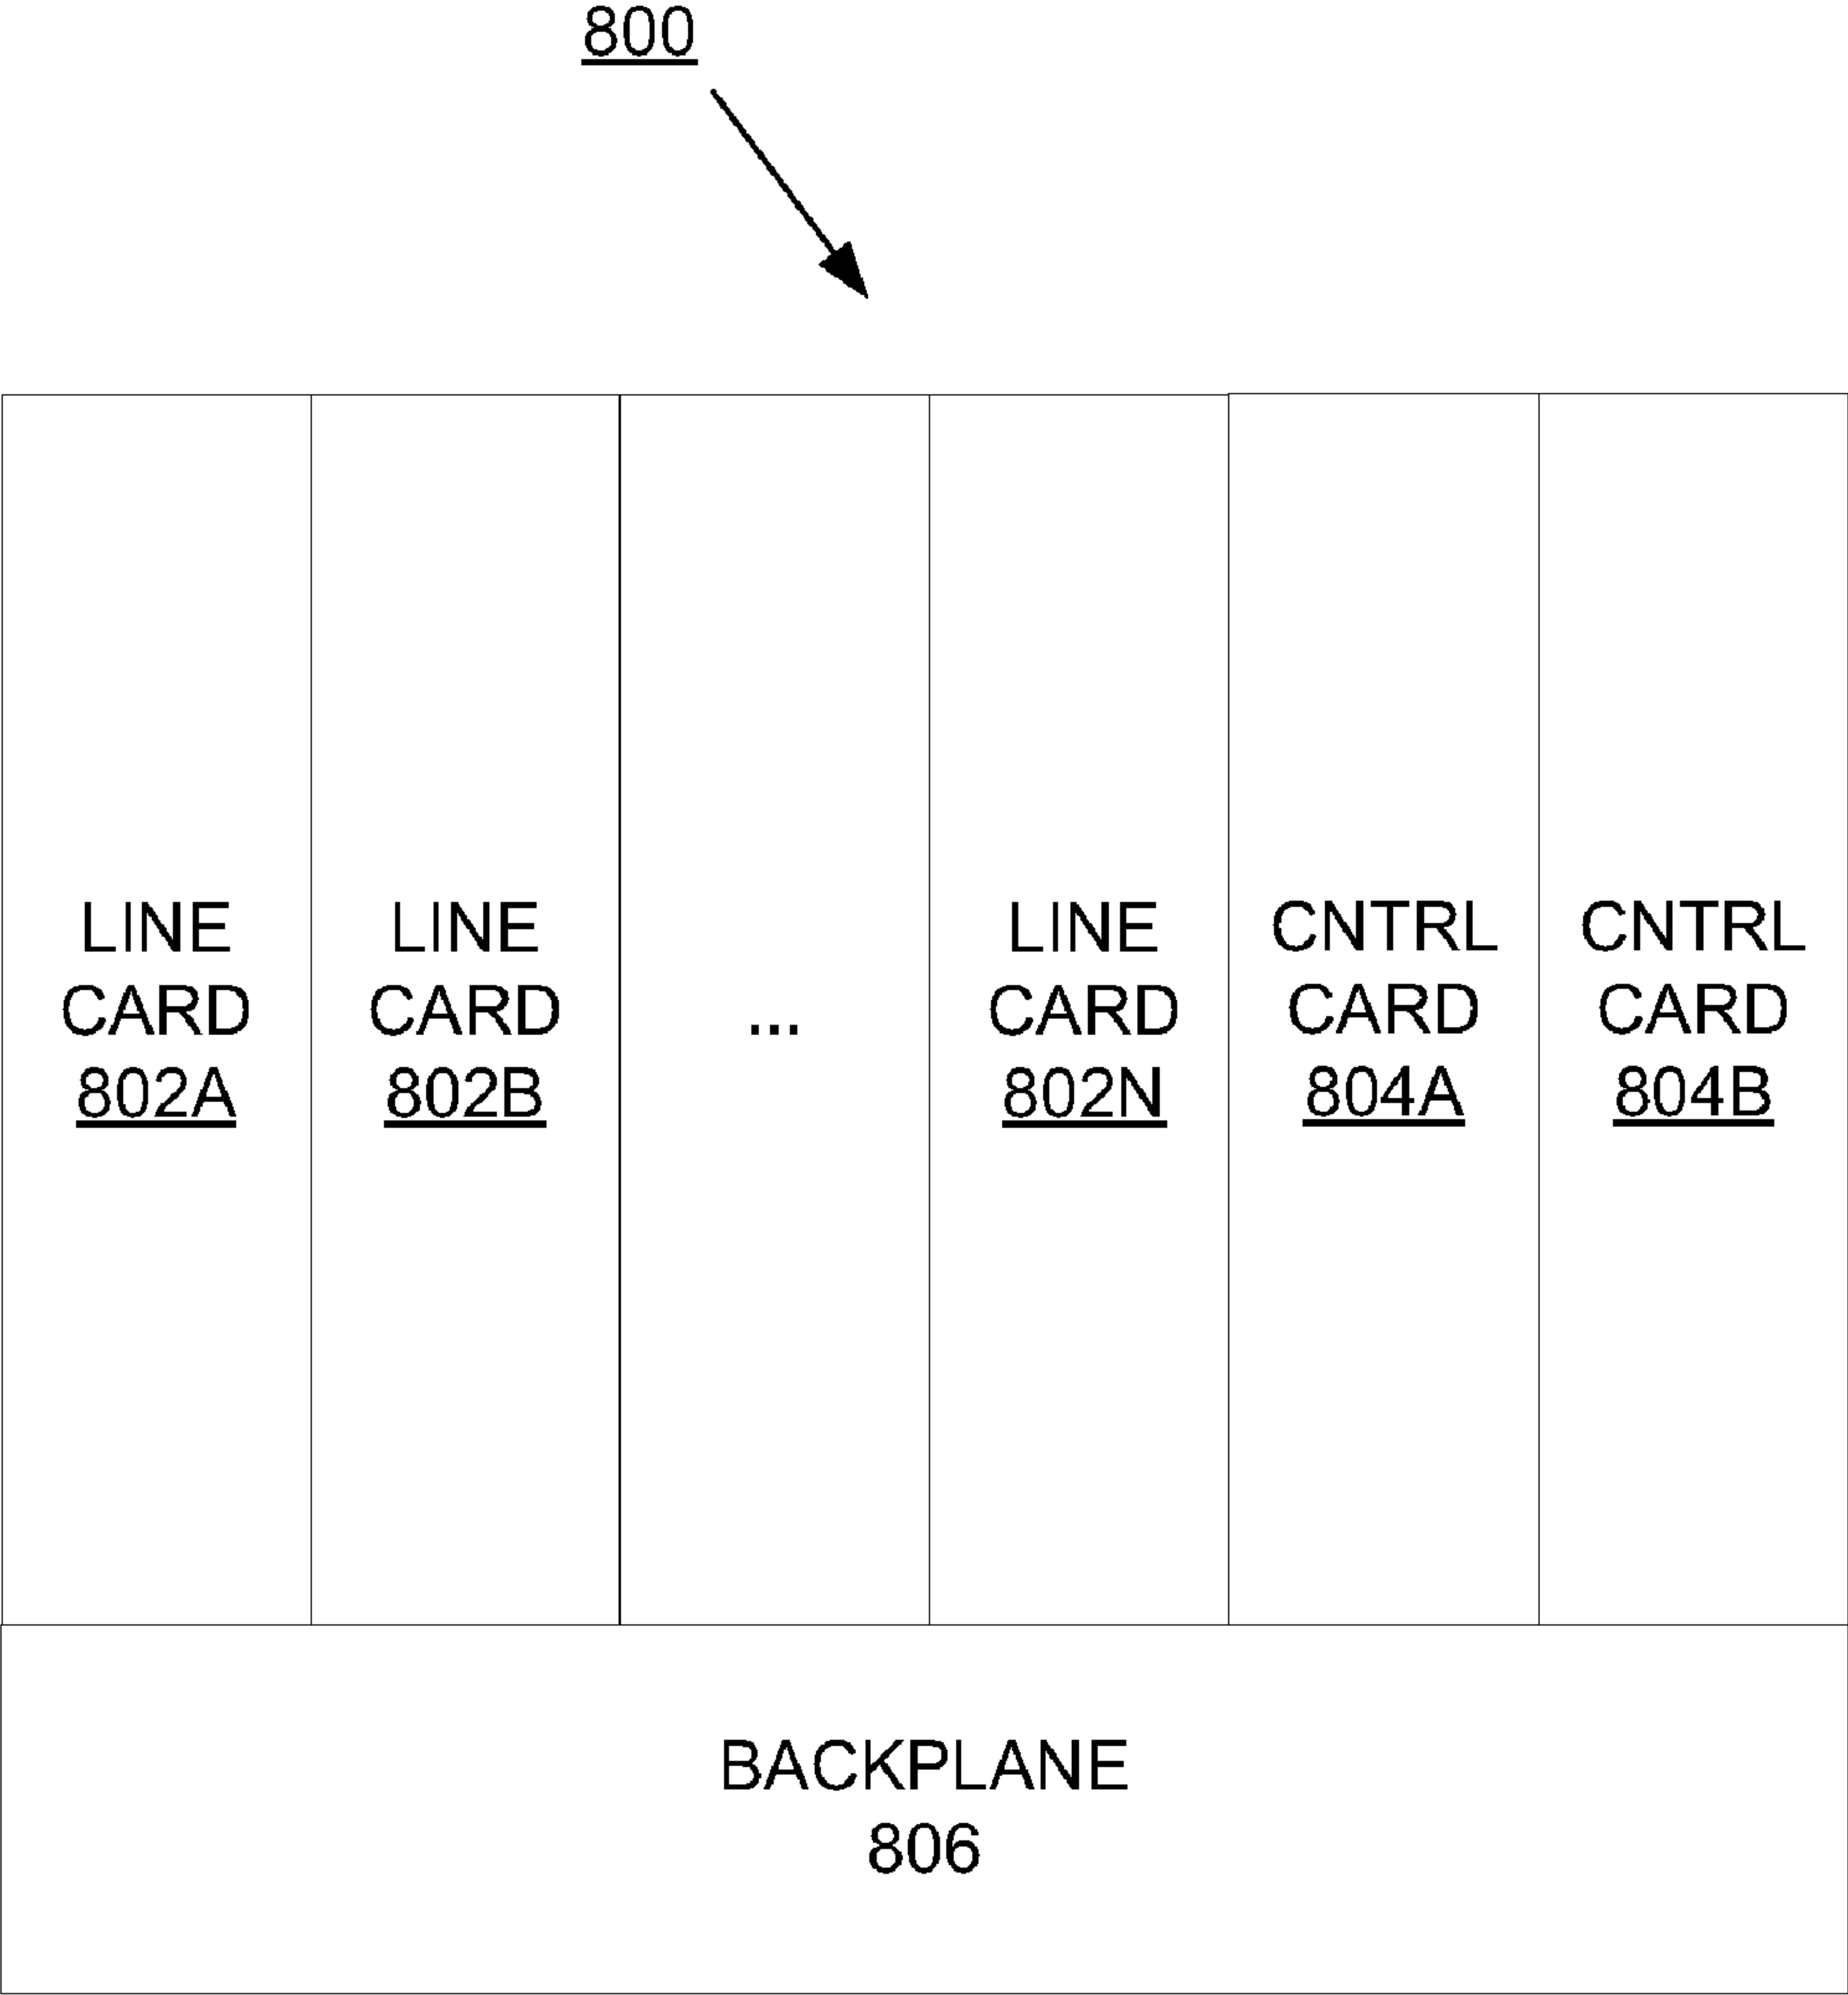 800
LINE
CARD
802A
LINE
CARD
802B
...
LINE
CARD
802N
CNTRL
CARD
804A
CNTRL
CARD
804B
BACKPLANE
806